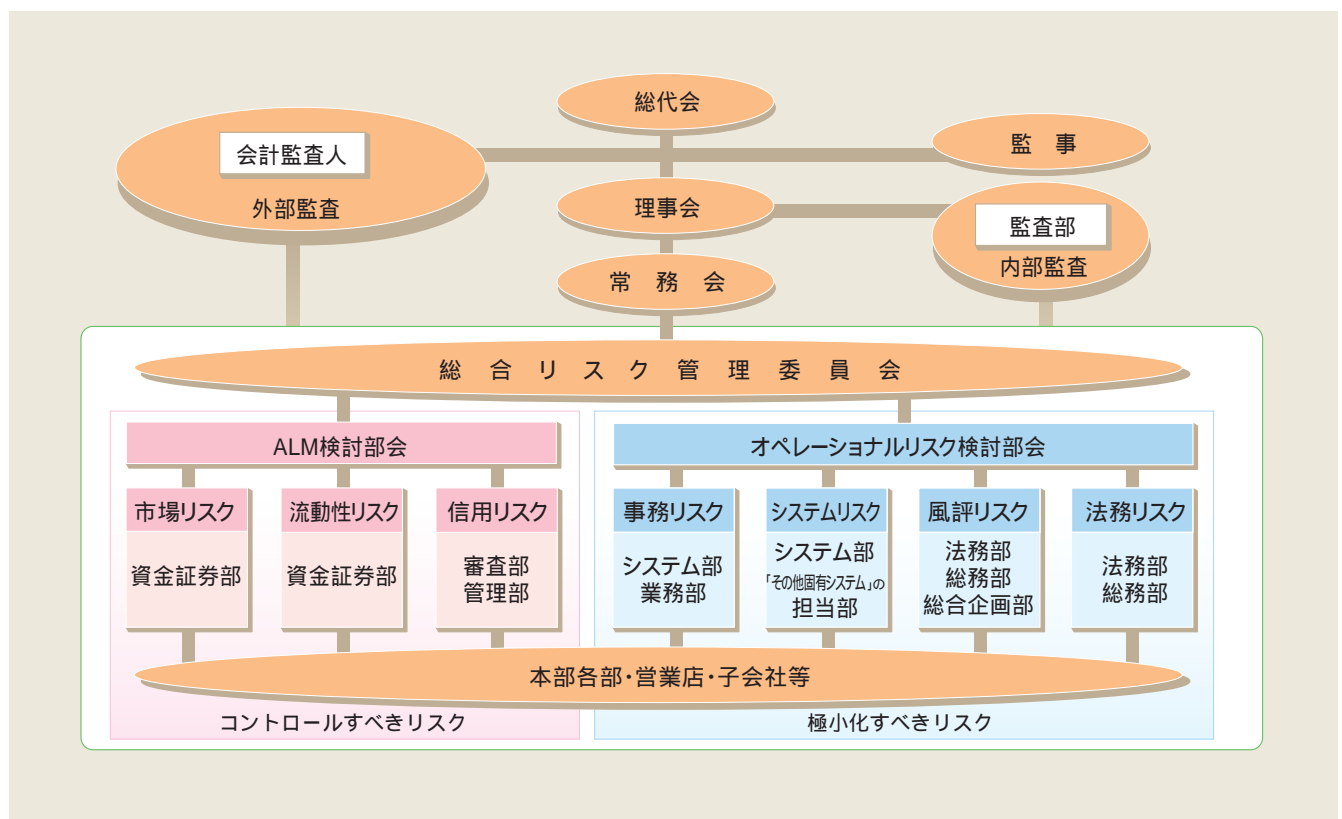 総代会
会計監査人
外部監査
監　事
理事会
監査部
内部監査
常　務　会
総　合　リ　ス　ク　管　理　委　員　会
ALM検討部会
オペレーショナルリスク検討部会
市場リスク
資金証券部
流動性リスク
資金証券部
信用リスク
審査部
管理部
事務リスク
システム部
業務部
システムリスク
システム部
「その他固有システム」の
担当部
風評リスク
法務部
総務部
総合企画部
法務リスク
法務部
総務部
本部各部・営業店・子会社等
コントロールすべきリスク
極小化すべきリスク